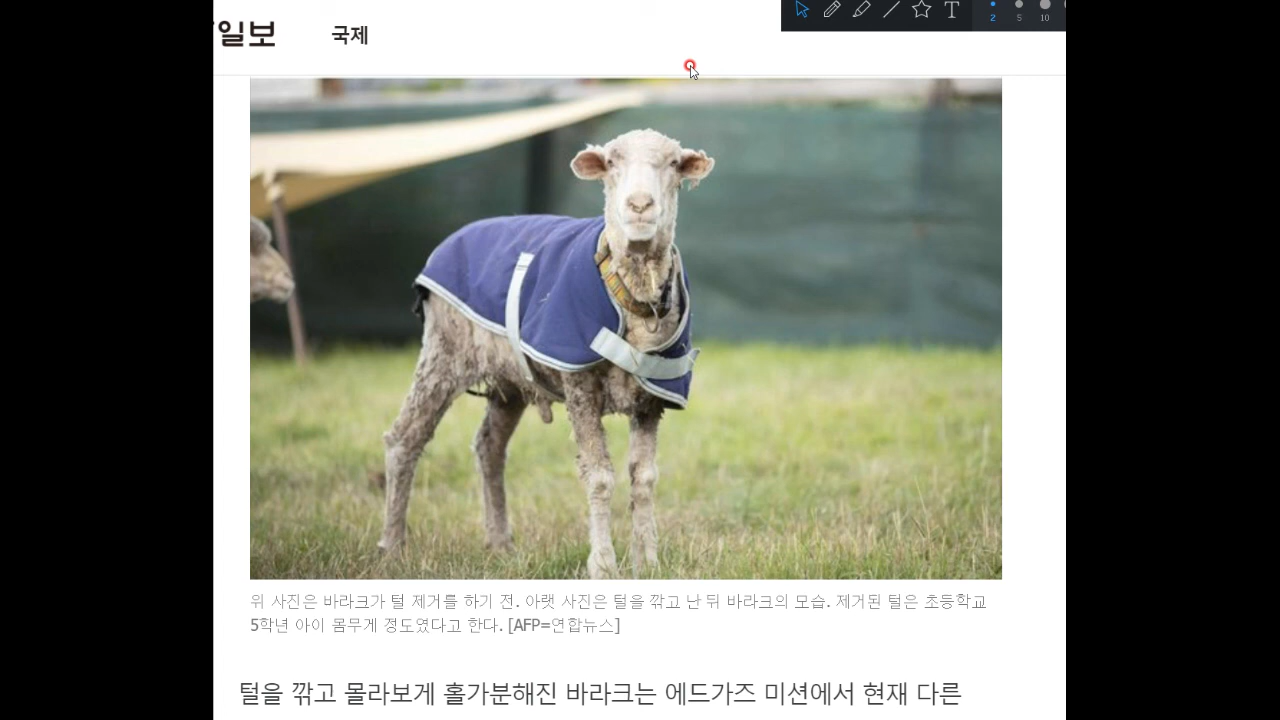 일보
국제
T
2 5 10
위 사진은 바라크가 털 제거를 하기 전. 아랫 사진은 털을 깎고 난 뒤 바라크의 모습. 제거된 털은 초등학교
5학년 아이 몸무게 정도였다고 한다. [AFP=연합뉴스]
털을 깎고 몰라보게 홀가분해진 바라크는 에드가즈 미션에서 현재 다른